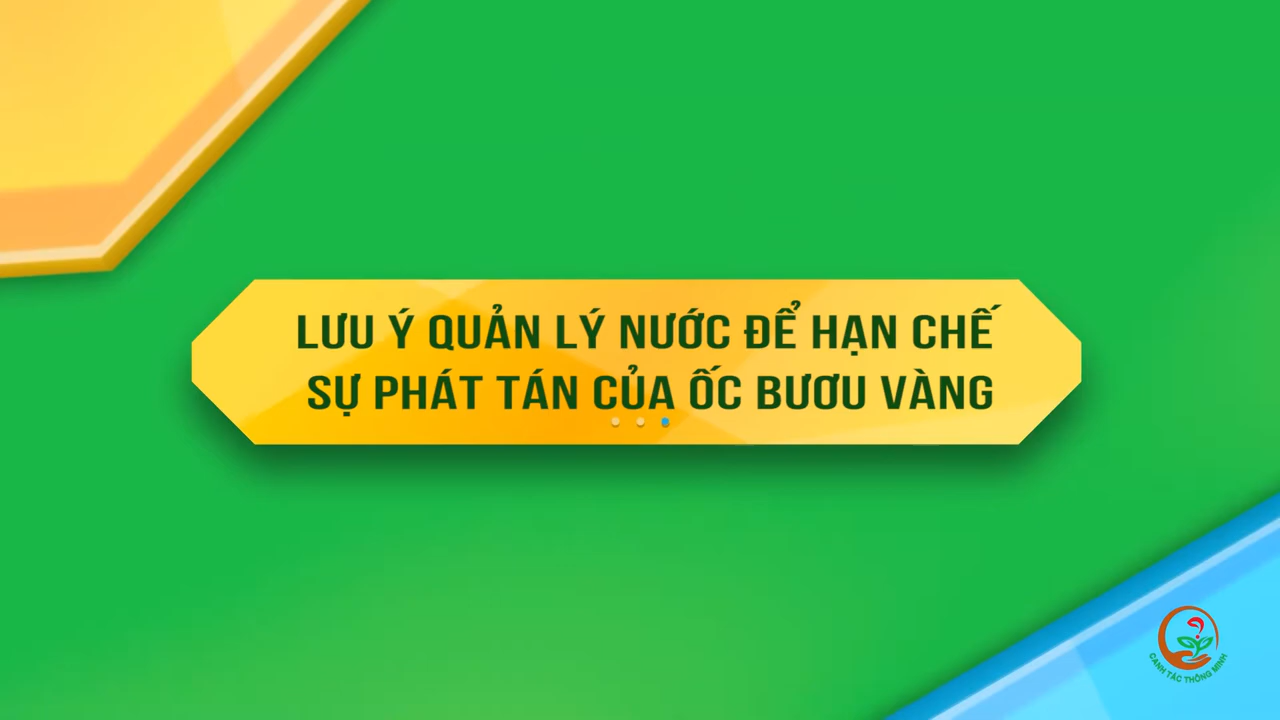 LƯU Ý QUẢN LÝ NƯỚC ĐỂ HẠN CHẾ
SỰ PHÁT TÁN CỦA ỐC BƯƠU VÀNG
CANH TÁC THÔNG MINH